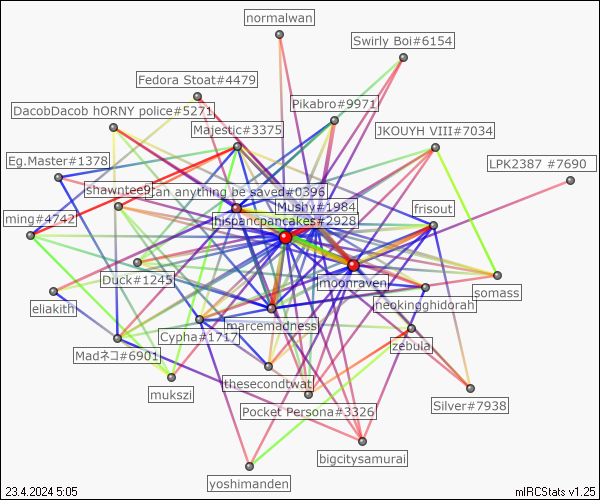 normalwan
Swirly Boi#6154
Fedora Stoat#4479
Pikabro#9971
DacobDacob hORNY police#5271
Majestic#3375
JKOUYH VIII#7034
Eg.Master#1378
LPK2387 #7690
shawntee9
can anything be saved#0396
Mushy#1984
frisout
ming#4742
hispancpancakes#2928
Duck#1245
moonraven
somass
eliakith
neokingghidorah
marcemadness
Cypha#1717
zebula
Madネコ#6901
thesecondtwat
mukszi
Pocket Persona#3326
Silver#7938
bigcitysamurai
yoshimanden
23.4.2024 5:05
mIRCStats v1.25